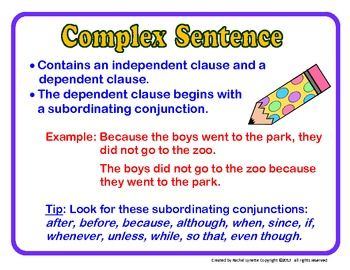 Complex Sentence
• Contains an independent clause and a
dependent clause.
• The dependent clause begins with
a subordinating conjunction.
Example: Because the boys went to the park, they
did not go to the zoo.
The boys did not go to the zoo because
they went to the park.
Tip: Look for these subordinating conjunctions:
after, before, because, although, when, since, if,
whenever, unless, while, so that, even though.
Created by Rachel Lynette Copyright ©2012 all rights reserved